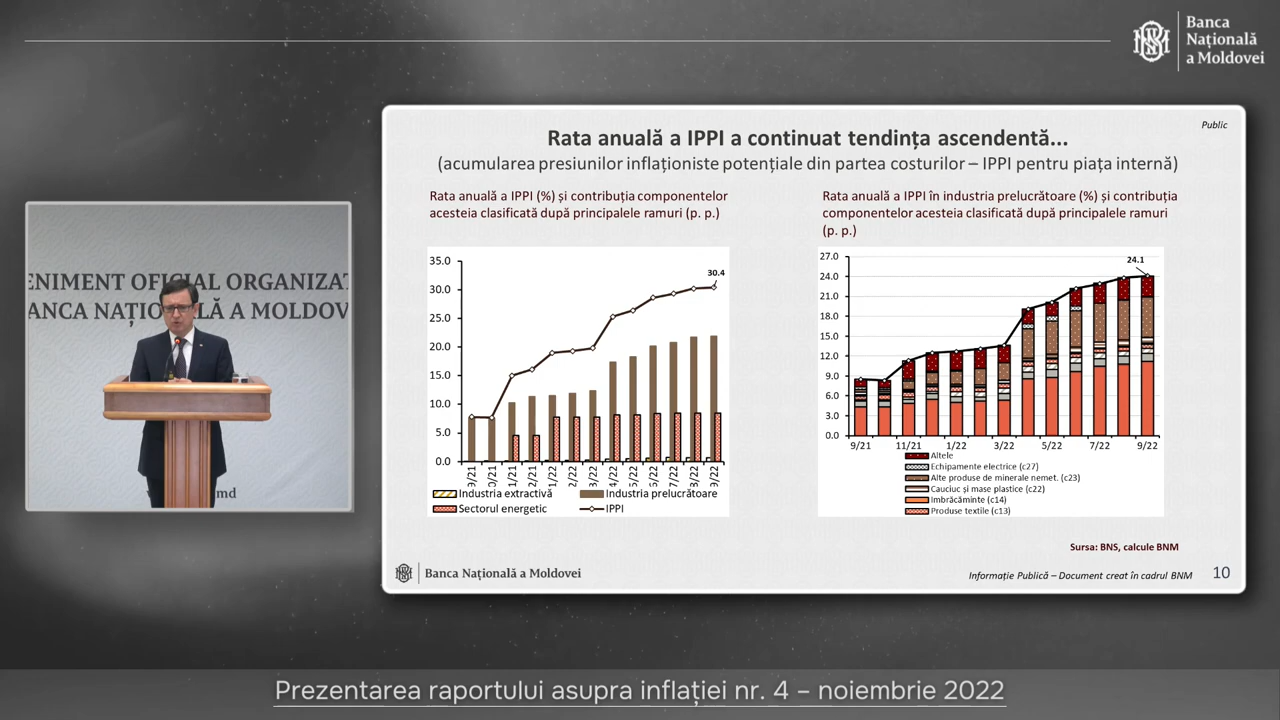 Banca
Națională
a Moldovei
Public
Rata anuală a IPPI a continuat tendința ascendentă...
(acumularea presiunilor inflaționiste potențiale din partea costurilor – IPPI pentru piața internă)
Rata anuală a IPPI (%) și contribuția componentelor
acesteia clasificată după principalele ramuri (p. p.)
35.0
30.0
25.0
20.0
15.0
10.0
5.0
0.0
30.4
9/21
Industria extractivă
Industria prelucrătoare
Sectorul energetic
IPPI
Rata anuală a IPPI în industria prelucrătoare (%) și contribuția
componentelor acesteia clasificată după principalele ramuri
(p. p.)
27.0
24.0
21.0
18.0
15.0
12.0
9.0
6.0
3.0
0.0
24.1
9/21 11/21 1/22 3/22 5/22 7/22 9/22
Altele
Echipamente electrice (c27)
Alte produse de minerale nemet. (c23)
Cauciuc și mase plastice (c22)
Imbrăcăminte (c14)
Produse textile (c13)
Sursa: BNS, calcule BNM
Banca Națională a Moldovei
Informație Publică – Document creat în cadrul BNM
10
ENIMENT OFICIAL ORGANIZAT
ANCA NAȚIO LĂ A MOLDOV
md
Prezentarea raportului asupra inflației nr. 4 – noiembrie 2022